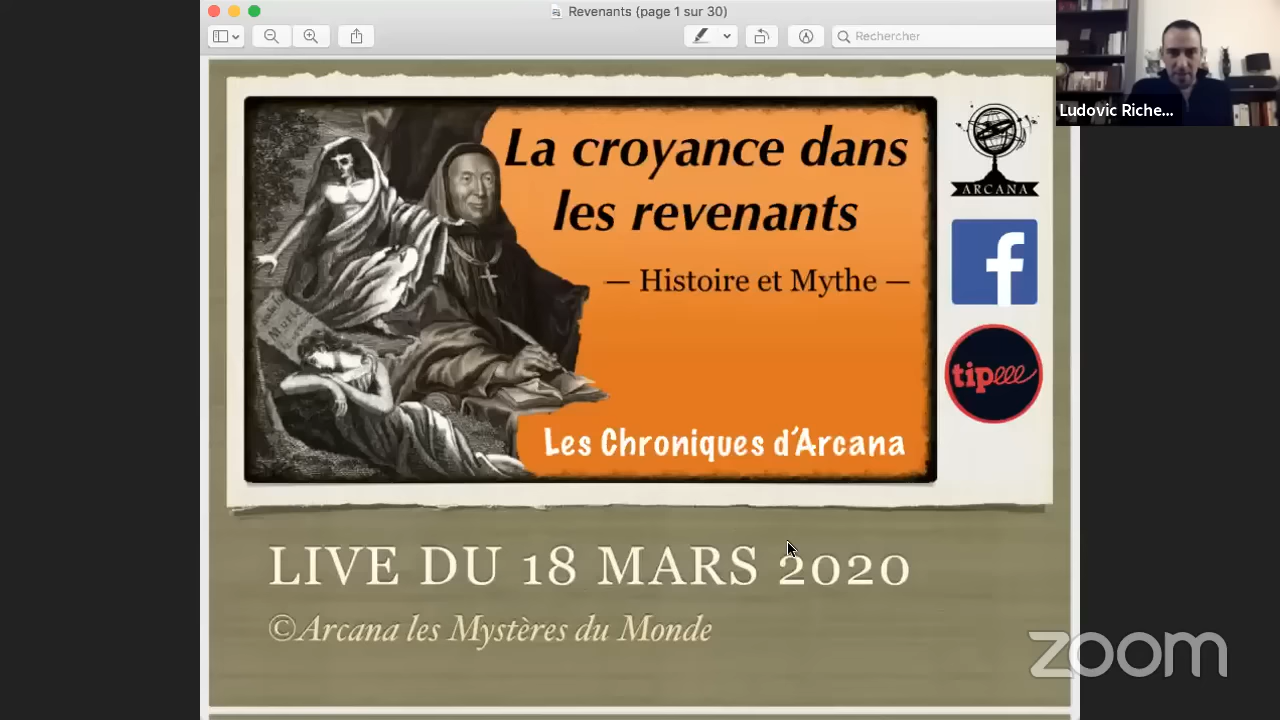 Revenants (page 1 sur 30)
Rechercher
Ludovic Riche...
La croyance dans
les revenants
— Histoire et Mythe —
Les Chroniques d'Arcana
ARCANA
f
tipeee
LIVE DU 18 MARS 2020
©Arcana les Mystères du Monde
zoom